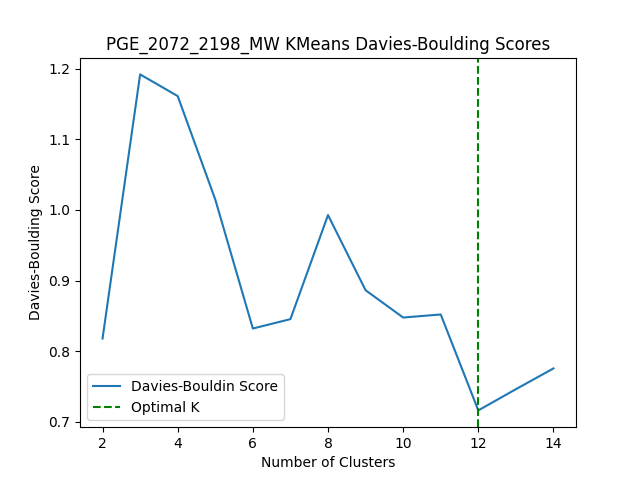 PGE_2072_2198_MW KMeans Davies-Boulding Scores
Davies-Boulding Score
1.2
1.1
1.0
0.9
0.8
0.7
Davies-Bouldin Score
Optimal K
2 4 6 8 10 12 14
Number of Clusters